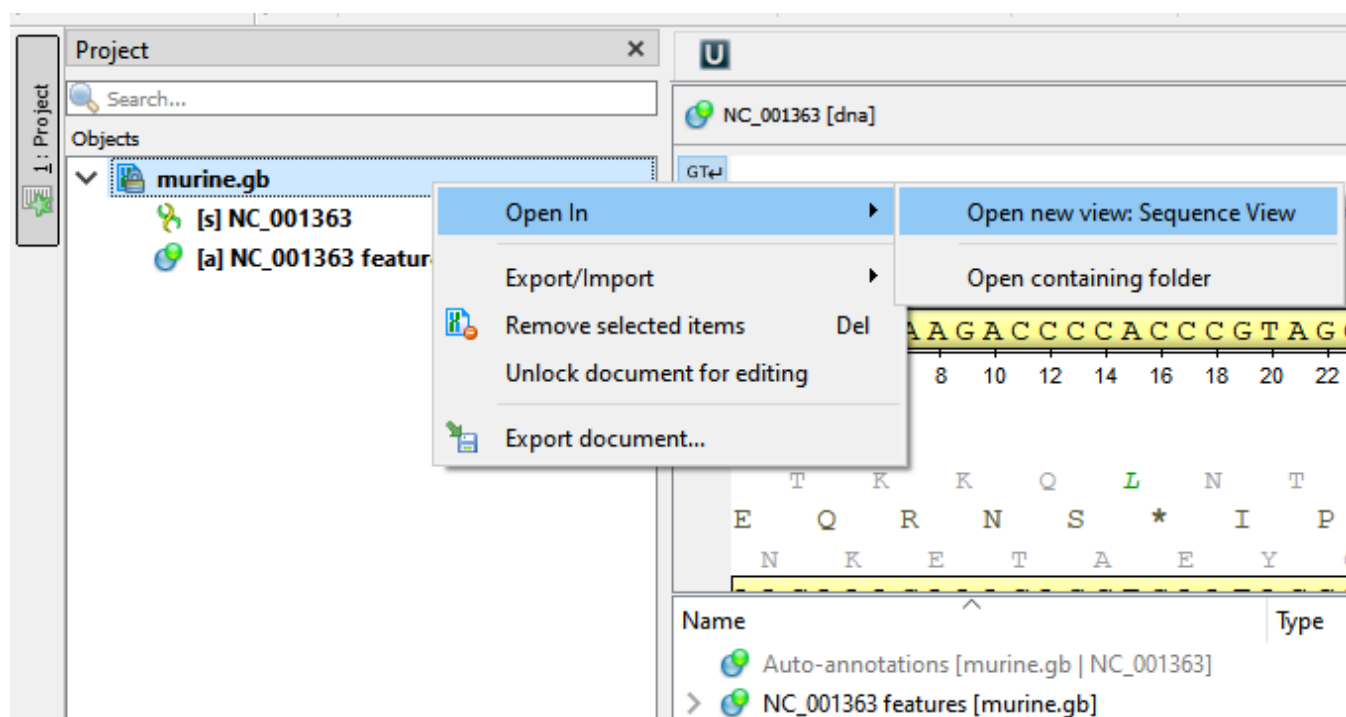 Project
1: Project
Search...
Objects
murine.gb
[s] NC_001363
[a] NC_001363 featur
U
NC_001363 [dna]
GT↵
Open In
Export/Import
Remove selected items Del
Unlock document for editing
Export document...
Open new view: Sequence View
Open containing folder
A A G A C C C C A C C C G T A G
8 10 12 14 16 18 20 22
T K K Q L N T
E Q R N S * I P
N K E T A E Y
Name Type
Auto-annotations [murine.gb | NC_001363]
NC_001363 features [murine.gb]